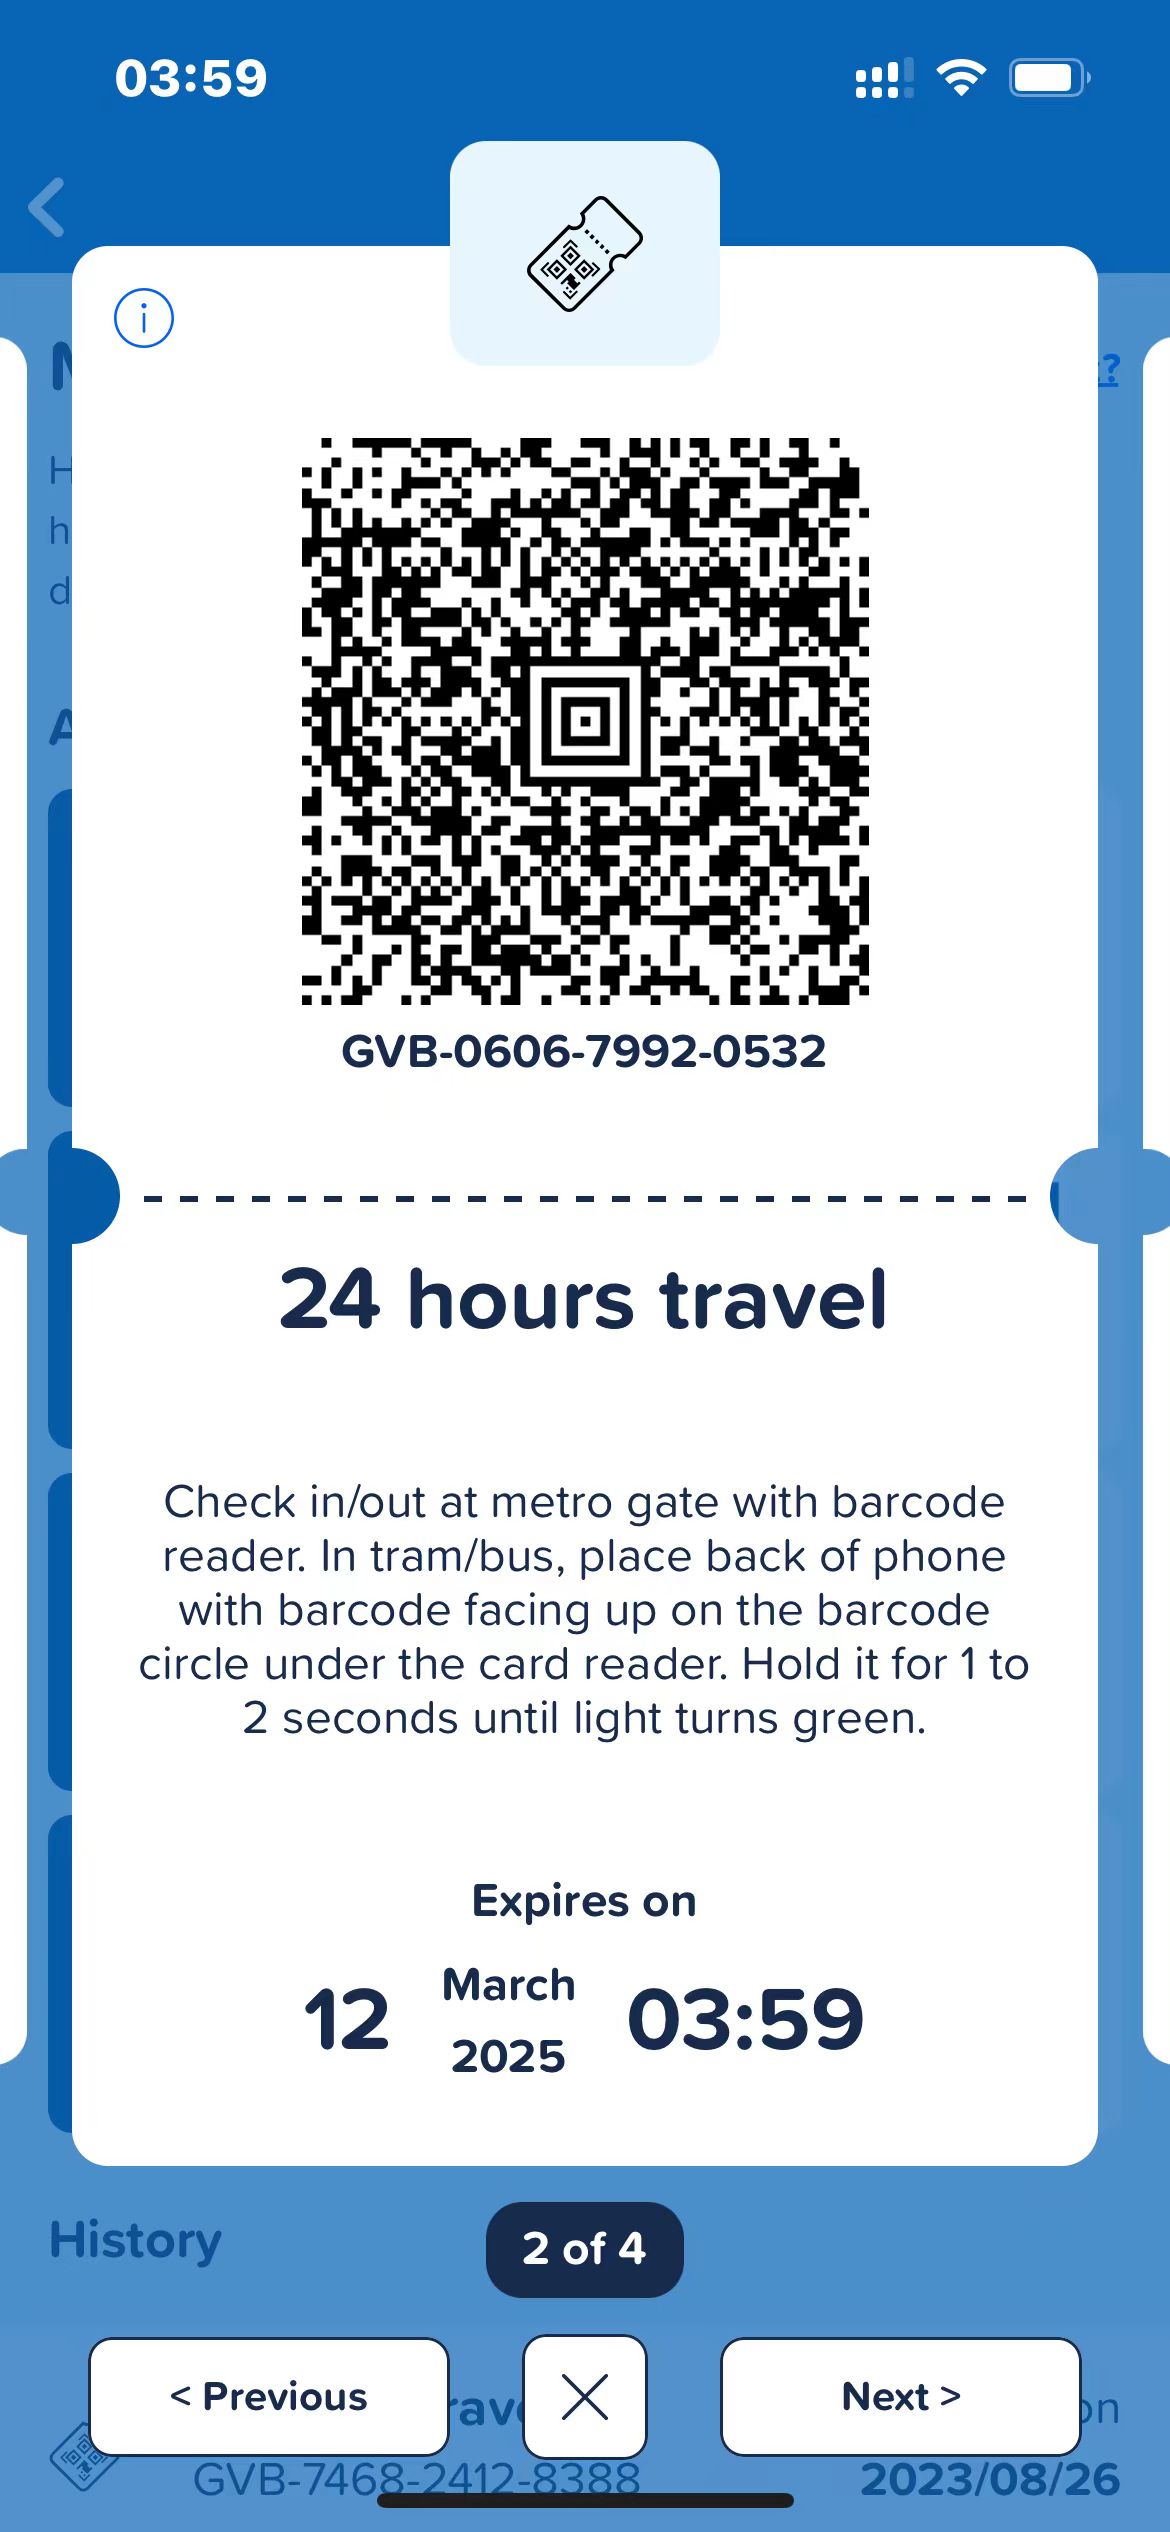 03:59
?
GVB-0606-7992-0532
24 hours travel
Check in/out at metro gate with barcode
reader. In tram/bus, place back of phone
with barcode facing up on the barcode
circle under the card reader. Hold it for 1 to
2 seconds until light turns green.
Expires on
12 March 2025 03:59
History
2 of 4
< Previous
Next >
GVB-7468-2412-8388
2023/08/26